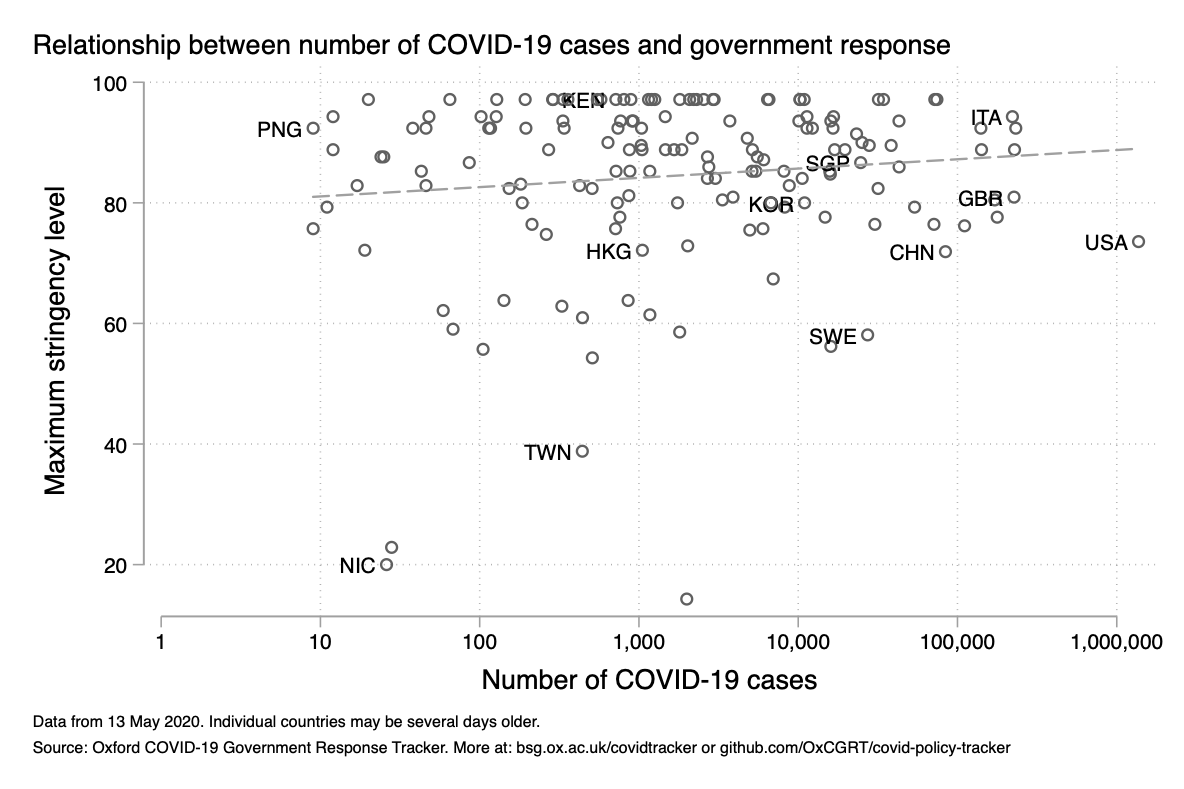 Relationship between number of COVID-19 cases and government response
Maximum stringency level
100
80
60
40
20
PNG
KEN
ITA
SGP
KOR
GBR
HKG
CHN
USA
SWE
TWN
NIC
1
10
100
1,000
10,000
100,000
1,000,000
Number of COVID-19 cases
Data from 13 May 2020. Individual countries may be several days older.
Source: Oxford COVID-19 Government Response Tracker. More at: bsg.ox.ac.uk/covidtracker or github.com/OxCGRT/covid-policy-tracker